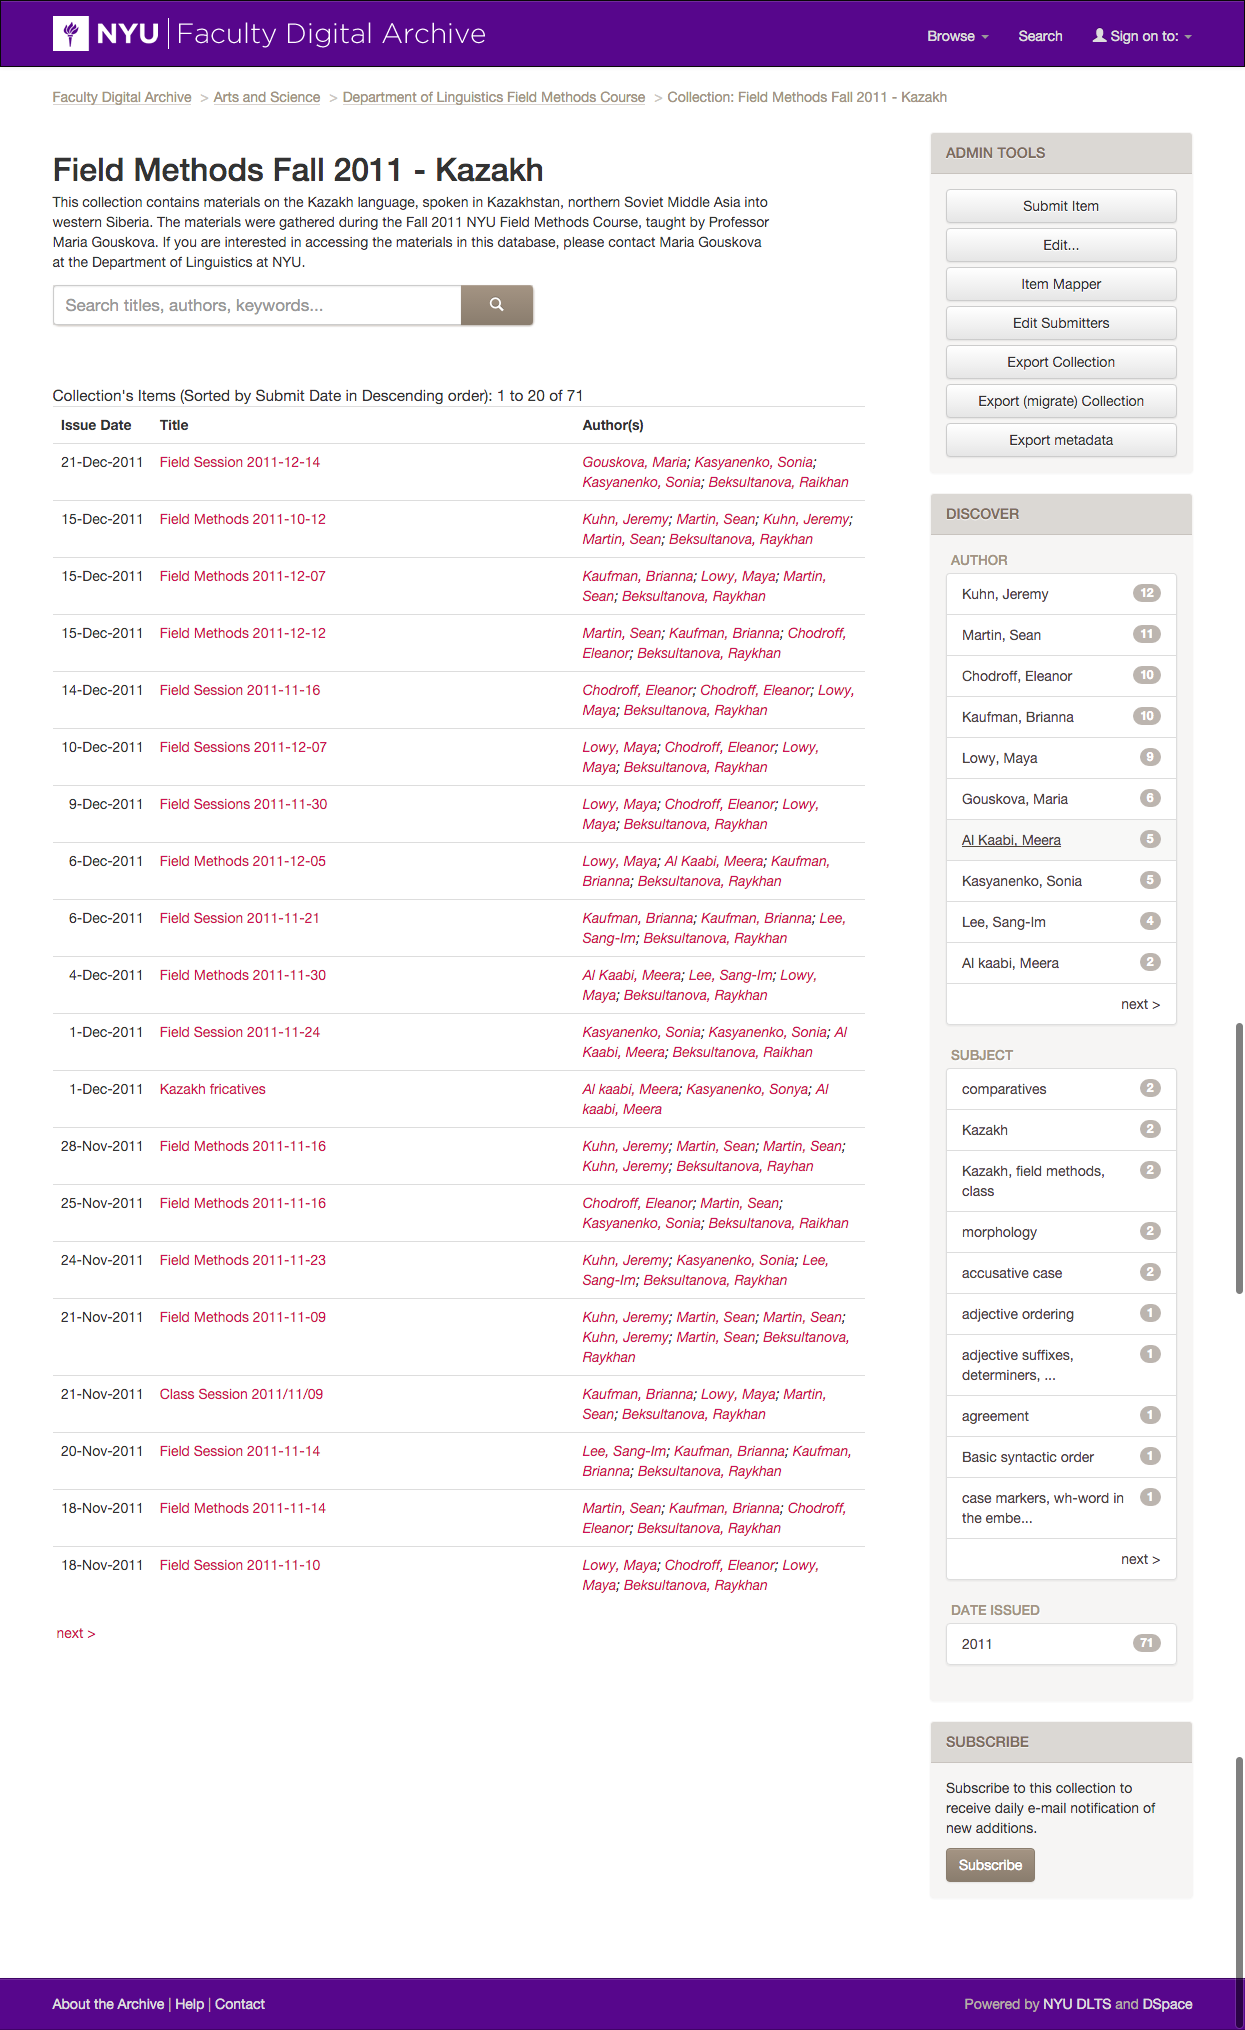 NYU | Faculty Digital Archive
Browse Search Sign on to:
Faculty Digital Archive > Arts and Science > Department of Linguistics Field Methods Course > Collection: Field Methods Fall 2011 - Kazakh
Field Methods Fall 2011 - Kazakh
This collection contains materials on the Kazakh language, spoken in Kazakhstan, northern Soviet Middle Asia into
western Siberia. The materials were gathered during the Fall 2011 NYU Field Methods Course, taught by Professor
Maria Gouskova. If you are interested in accessing the materials in this database, please contact Maria Gouskova
at the Department of Linguistics at NYU.
Search titles, authors, keywords...
Collection's Items (Sorted by Submit Date in Descending order): 1 to 20 of 71
Issue Date Title Author(s)
21-Dec-2011 Field Session 2011-12-14 Gouskova, Maria; Kasyanenko, Sonia;
Kasyanenko, Sonia; Beksultanova, Raikhan
15-Dec-2011 Field Methods 2011-10-12 Kuhn, Jeremy; Martin, Sean; Kuhn, Jeremy;
Martin, Sean; Beksultanova, Raykhan
15-Dec-2011 Field Methods 2011-12-07 Kaufman, Brianna; Lowy, Maya; Martin,
Sean; Beksultanova, Raykhan
15-Dec-2011 Field Methods 2011-12-12 Martin, Sean; Kaufman, Brianna; Chodroff,
Eleanor; Beksultanova, Raykhan
14-Dec-2011 Field Session 2011-11-16 Chodroff, Eleanor; Chodroff, Eleanor; Lowy,
Maya; Beksultanova, Raykhan
10-Dec-2011 Field Sessions 2011-12-07 Lowy, Maya; Chodroff, Eleanor; Lowy,
Maya; Beksultanova, Raykhan
9-Dec-2011 Field Sessions 2011-11-30 Lowy, Maya; Chodroff, Eleanor; Lowy,
Maya; Beksultanova, Raykhan
6-Dec-2011 Field Methods 2011-12-05 Lowy, Maya; Al Kaabi, Meera; Kaufman,
Brianna; Beksultanova, Raykhan
6-Dec-2011 Field Session 2011-11-21 Kaufman, Brianna; Kaufman, Brianna; Lee,
Sang-Im; Beksultanova, Raykhan
4-Dec-2011 Field Methods 2011-11-30 Al Kaabi, Meera; Lee, Sang-Im; Lowy,
Maya; Beksultanova, Raykhan
1-Dec-2011 Field Session 2011-11-24 Kasyanenko, Sonia; Kasyanenko, Sonia; Al
Kaabi, Meera; Beksultanova, Raikhan
1-Dec-2011 Kazakh fricatives Al kaabi, Meera; Kasyanenko, Sonya; Al
kaabi, Meera
28-Nov-2011 Field Methods 2011-11-16 Kuhn, Jeremy; Martin, Sean; Martin, Sean;
Kuhn, Jeremy; Beksultanova, Rayhan
25-Nov-2011 Field Methods 2011-11-16 Chodroff, Eleanor; Martin, Sean;
Kasyanenko, Sonia; Beksultanova, Raikhan
24-Nov-2011 Field Methods 2011-11-23 Kuhn, Jeremy; Kasyanenko, Sonia; Lee,
Sang-Im; Beksultanova, Raykhan
21-Nov-2011 Field Methods 2011-11-09 Kuhn, Jeremy; Martin, Sean; Martin, Sean;
Kuhn, Jeremy; Martin, Sean; Beksultanova,
Raykhan
21-Nov-2011 Class Session 2011/11/09 Kaufman, Brianna; Lowy, Maya; Martin,
Sean; Beksultanova, Raykhan
20-Nov-2011 Field Session 2011-11-14 Lee, Sang-Im; Kaufman, Brianna; Kaufman,
Brianna; Beksultanova, Raykhan
18-Nov-2011 Field Methods 2011-11-14 Martin, Sean; Kaufman, Brianna; Chodroff,
Eleanor; Beksultanova, Raykhan
18-Nov-2011 Field Session 2011-11-10 Lowy, Maya; Chodroff, Eleanor; Lowy,
Maya; Beksultanova, Raykhan
next >
ADMIN TOOLS
Submit Item
Edit...
Item Mapper
Edit Submitters
Export Collection
Export (migrate) Collection
Export metadata
DISCOVER
AUTHOR
Kuhn, Jeremy 12
Martin, Sean 11
Chodroff, Eleanor 10
Kaufman, Brianna 10
Lowy, Maya 9
Gouskova, Maria 6
Al Kaabi, Meera 5
Kasyanenko, Sonia 5
Lee, Sang-Im 4
Al kaabi, Meera 2
next >
SUBJECT
comparatives 2
Kazakh 2
Kazakh, field methods, 2
class
morphology 2
accusative case 2
adjective ordering 1
adjective suffixes, 1
determiners, ...
agreement 1
Basic syntactic order 1
case markers, wh-word in 1
the embe...
next >
DATE ISSUED
2011 71
SUBSCRIBE
Subscribe to this collection to
receive daily e-mail notification of
new additions.
Subscribe
About the Archive | Help | Contact
Powered by NYU DLTS and DSpace